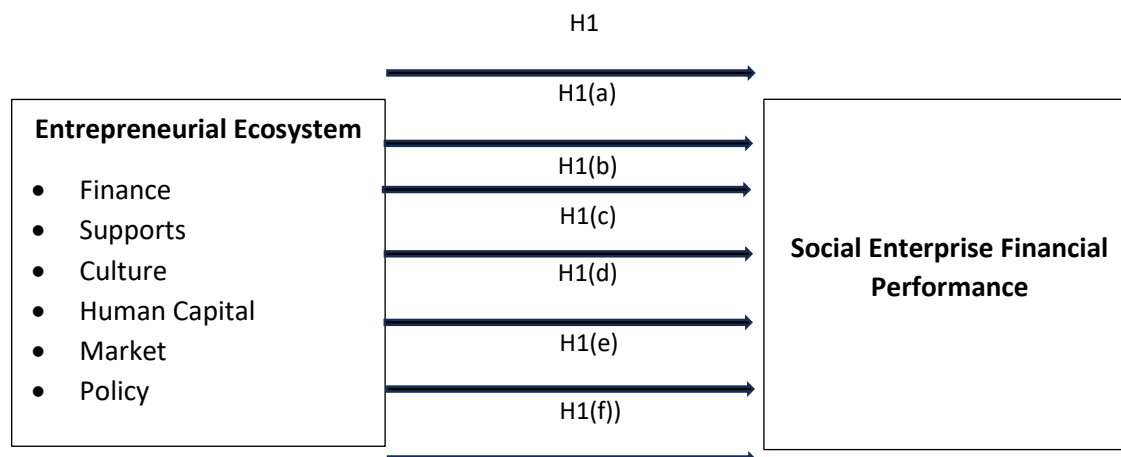 H1
H1(a)
Entrepreneurial Ecosystem
• Finance
• Supports
• Culture
• Human Capital
• Market
• Policy
H1(b)
H1(c)
H1(d)
H1(e)
H1(f))
Social Enterprise Financial
Performance